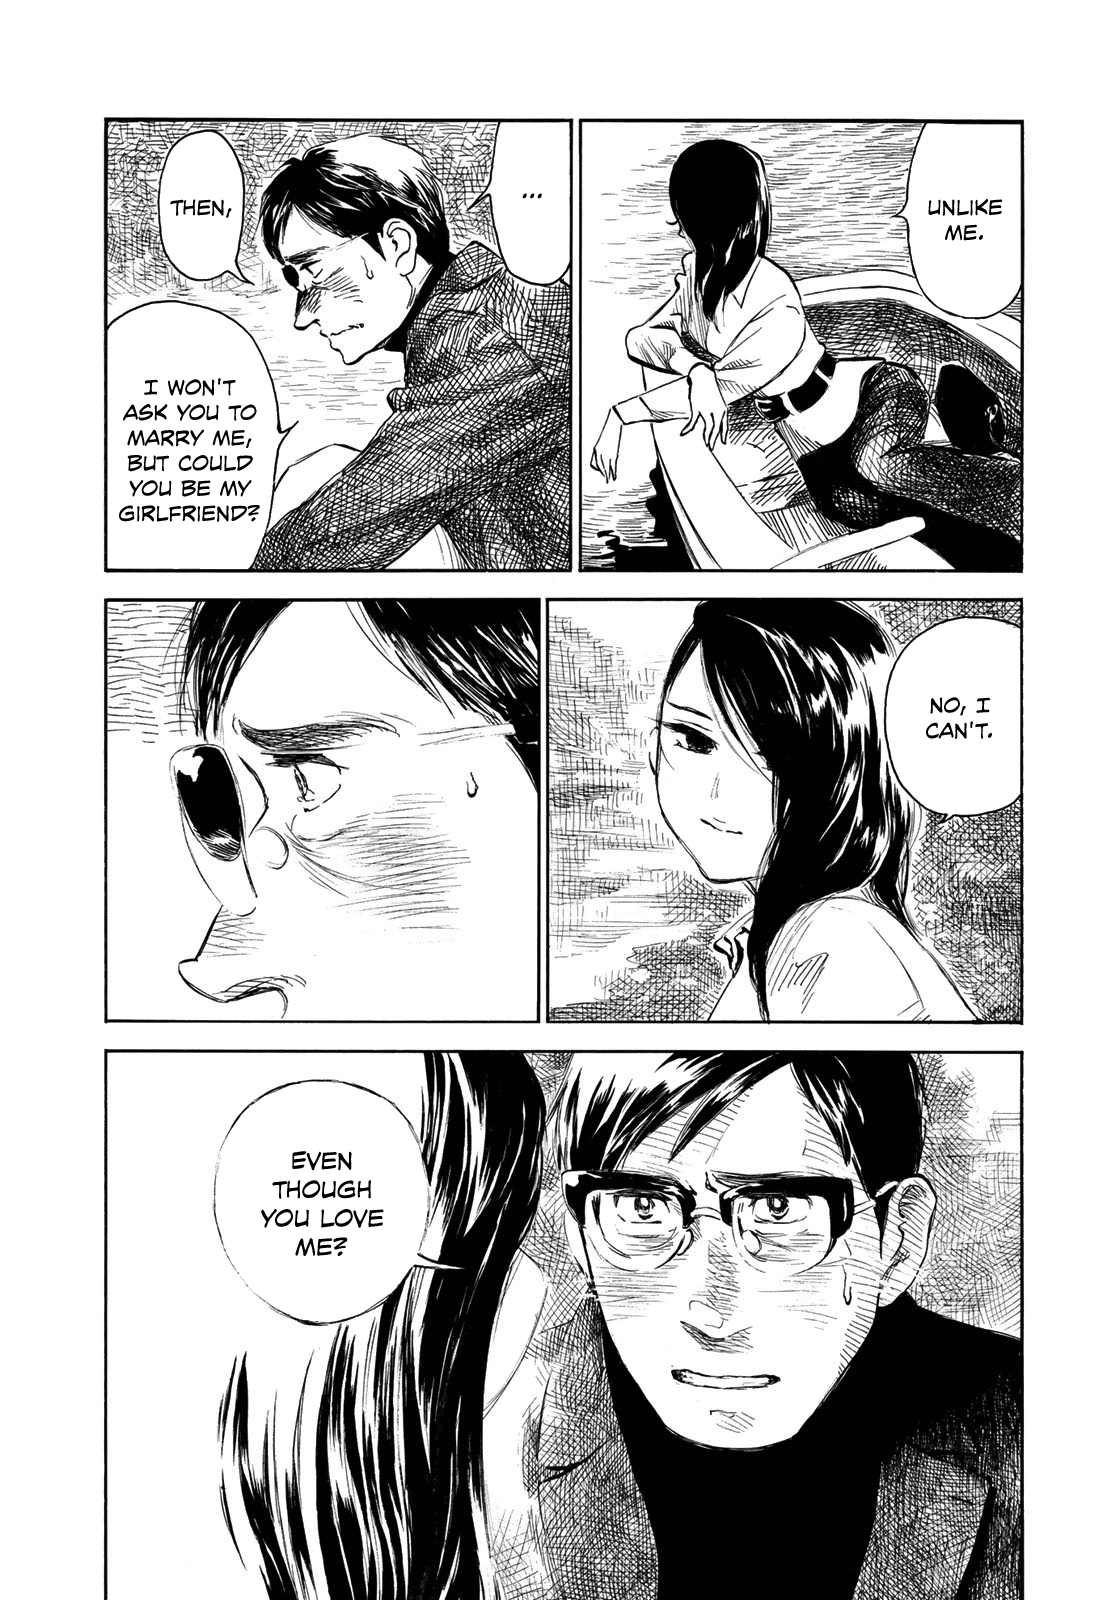 UNLIKE
ME.
...
THEN,
I WON'T
ASK YOU TO
MARRY ME,
BUT COULD
YOU BE MY
GIRLFRIEND?
NO, I
CAN'T.
EVEN
THOUGH
YOU LOVE
ME?